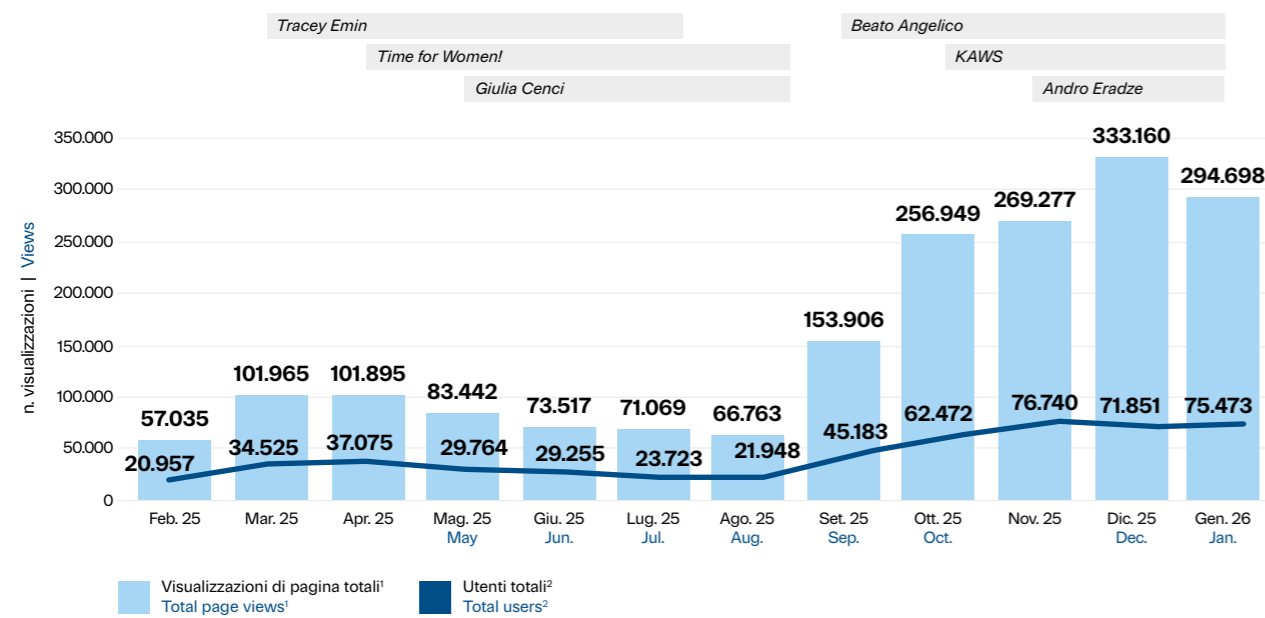 Tracey Emin
Beato Angelico
Time for Women!
KAWS
Giulia Cenci
Andro Eradze
n. visualizzazioni | Views
350.000
300.000
250.000
200.000
150.000
100.000
50.000
0
57.035
101.965
101.895
83.442
73.517
71.069
66.763
153.906
256.949
269.277
333.160
294.698
20.957
34.525
37.075
29.764
29.255
23.723
21.948
45.183
62.472
76.740
71.851
75.473
Feb. 25
Mar. 25
Apr. 25
Mag. 25
May
Giu. 25
Jun.
Lug. 25
Jul.
Ago. 25
Aug.
Set. 25
Sep.
Ott. 25
Oct.
Nov. 25
Dic. 25
Dec.
Gen. 26
Jan.
Visualizzazioni di pagina totali¹
Total page views¹
Utenti totali²
Total users²